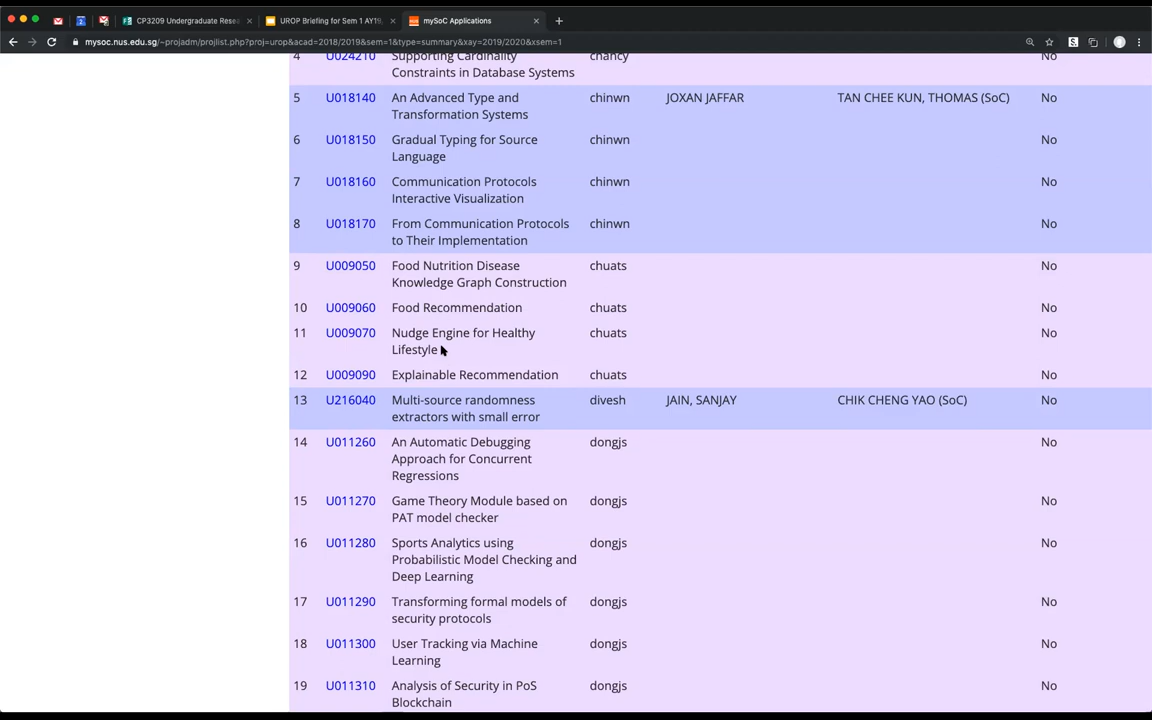 CP3209 Undergraduate Resea
UROP Briefing for Sem 1 AY19,
mySoC Applications
mysoc.nus.edu.sg/~projadm/projlist.php?proj=urop&acad=2018/2019&sem=1&type=summary&xay=2019/2020&xsem=1
4 U024210 Supporting Cardinality chancy No
Constraints in Database Systems
5 U018140 An Advanced Type and chinwn JOXAN JAFFAR TAN CHEE KUN, THOMAS (SoC) No
Transformation Systems
6 U018150 Gradual Typing for Source chinwn No
Language
7 U018160 Communication Protocols chinwn No
Interactive Visualization
8 U018170 From Communication Protocols chinwn No
to Their Implementation
9 U009050 Food Nutrition Disease chuats No
Knowledge Graph Construction
10 U009060 Food Recommendation chuats No
11 U009070 Nudge Engine for Healthy chuats No
Lifestyle
12 U009090 Explainable Recommendation chuats No
13 U216040 Multi-source randomness divesh JAIN, SANJAY CHIK CHENG YAO (SoC) No
extractors with small error
14 U011260 An Automatic Debugging dongjs No
Approach for Concurrent
Regressions
15 U011270 Game Theory Module based on dongjs No
PAT model checker
16 U011280 Sports Analytics using dongjs No
Probabilistic Model Checking and
Deep Learning
17 U011290 Transforming formal models of dongjs No
security protocols
18 U011300 User Tracking via Machine dongjs No
Learning
19 U011310 Analysis of Security in PoS dongjs No
Blockchain